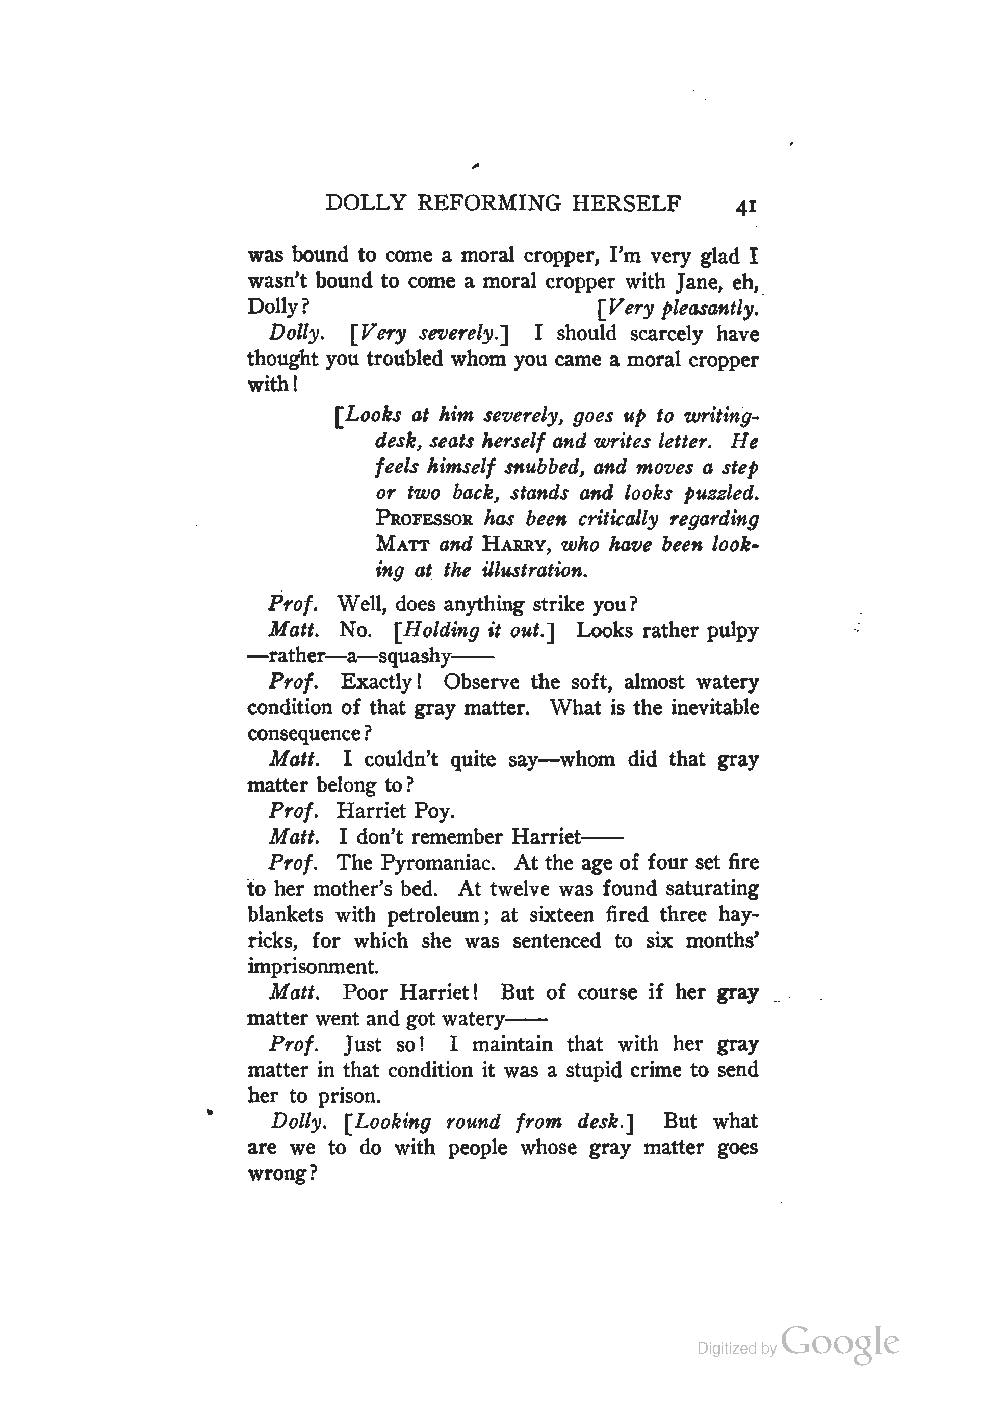 DOLLY REFORMING HERSELF 41
was bound to come a moral cropper, I'm very glad I
wasn't bound to come a moral cropper with Jane, eh,
Dolly? [Very pleasantly.
Dolly. [Very severely.] I should scarcely have
thought you troubled whom you came a moral cropper
with!
[Looks at him severely, goes up to writing-
desk, seats herself and writes letter. He
feels himself snubbed, and moves a step
or two back, stands and looks puzzled.
PROFESSOR has been critically regarding
MATT and HARRY, who have been look-
ing at the illustration.
Prof. Well, does anything strike you?
Matt. No. [Holding it out.] Looks rather pulpy
—rather—a—squashy——
Prof. Exactly! Observe the soft, almost watery
condition of that gray matter. What is the inevitable
consequence?
Matt. I couldn't quite say—whom did that gray
matter belong to?
Prof. Harriet Poy.
Matt. I don't remember Harriet——
Prof. The Pyromaniac. At the age of four set fire
to her mother's bed. At twelve was found saturating
blankets with petroleum; at sixteen fired three hay-
ricks, for which she was sentenced to six months'
imprisonment.
Matt. Poor Harriet! But of course if her gray
matter went and got watery——
Prof. Just so! I maintain that with her gray
matter in that condition it was a stupid crime to send
her to prison.
Dolly. [Looking round from desk.] But what
are we to do with people whose gray matter goes
wrong?
Digitized by Google